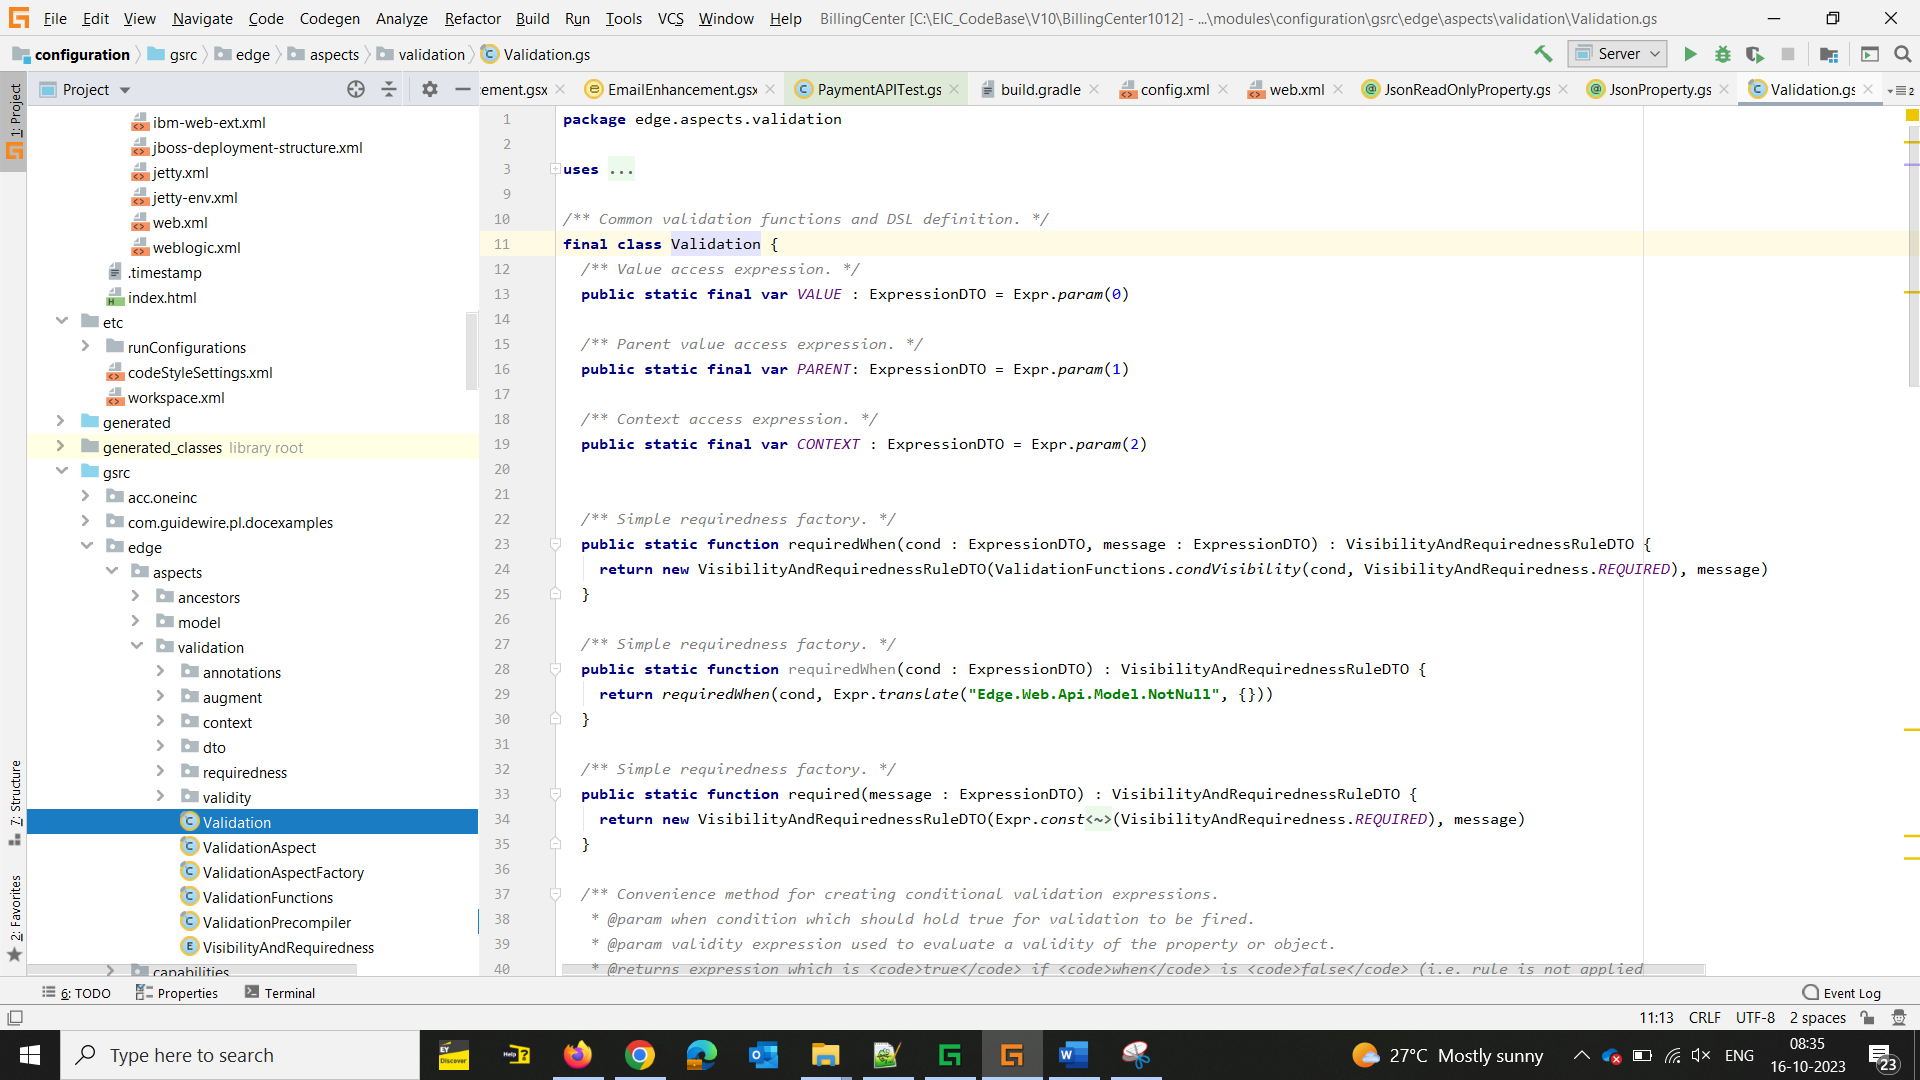 File Edit View Navigate Code Codegen Analyze Refactor Build Run Tools VCS Window Help BillingCenter [C:\EIC_CodeBase\V10\BillingCenter1012] - ...\modules\configuration\gsrc\edge\aspects\validation\Validation.gs
configuration gsrc edge aspects validation Validation.gs
Server
Project
cement.gsx EmailEnhancement.gsx PaymentAPITest.gs build.gradle config.xml web.xml JsonReadOnlyProperty.gs JsonProperty.gs Validation.gs 2
1: Project
7: Structure
2: Favorites
ibm-web-ext.xml
jboss-deployment-structure.xml
jetty.xml
jetty-env.xml
web.xml
weblogic.xml
.timestamp
index.html
etc
runConfigurations
codeStyleSettings.xml
workspace.xml
generated
generated_classes library root
gsrc
acc.oneinc
com.guidewire.pl.docexamples
edge
aspects
ancestors
model
validation
annotations
augment
context
dto
requiredness
validity
Validation
ValidationAspect
ValidationAspectFactory
ValidationFunctions
ValidationPrecompiler
VisibilityAndRequiredness
capabilities
1 package edge.aspects.validation
2
3 uses ...
9
10 /** Common validation functions and DSL definition. */
11 final class Validation {
12 /** Value access expression. */
13 public static final var VALUE : ExpressionDTO = Expr.param(0)
14
15 /** Parent value access expression. */
16 public static final var PARENT: ExpressionDTO = Expr.param(1)
17
18 /** Context access expression. */
19 public static final var CONTEXT : ExpressionDTO = Expr.param(2)
20
21
22 /** Simple requiredness factory. */
23 public static function requiredWhen(cond : ExpressionDTO, message : ExpressionDTO) : VisibilityAndRequirednessRuleDTO {
24 return new VisibilityAndRequirednessRuleDTO(ValidationFunctions.condVisibility(cond, VisibilityAndRequiredness.REQUIRED), message)
25 }
26
27 /** Simple requiredness factory. */
28 public static function requiredWhen(cond : ExpressionDTO) : VisibilityAndRequirednessRuleDTO {
29 return requiredWhen(cond, Expr.translate("Edge.Web.Api.Model.NotNull", {}))
30 }
31
32 /** Simple requiredness factory. */
33 public static function required(message : ExpressionDTO) : VisibilityAndRequirednessRuleDTO {
34 return new VisibilityAndRequirednessRuleDTO(Expr.const<~>(VisibilityAndRequiredness.REQUIRED), message)
35 }
36
37 /** Convenience method for creating conditional validation expressions.
38 * @param when condition which should hold true for validation to be fired.
39 * @param validity expression used to evaluate a validity of the property or object.
40 * @returns expression which is <code>true</code> if <code>when</code> is <code>false</code> (i.e. rule is not applied
6: TODO Properties Terminal Event Log
11:13 CRLF UTF-8 2 spaces
Type here to search
EY Discover
Help ?
27°C Mostly sunny
ENG
08:35
16-10-2023
23